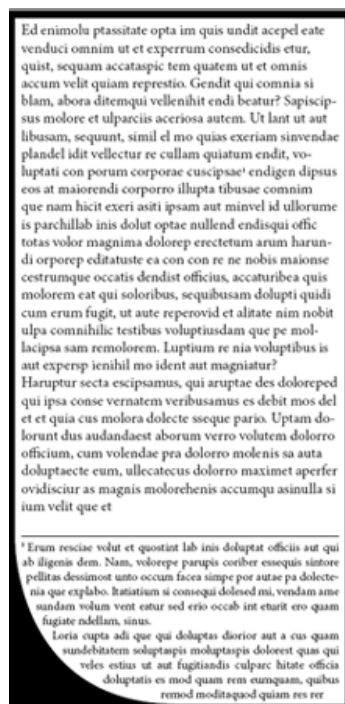 Ed enimolu ptassitate opta im quis undit acepel eate
venduci omnim ut et experrum consedicidis etur,
quist, sequam accataspic tem quatem ut et omnis
accum velit quiam represtio. Gendit qui comnia si
blam, abora ditemqui vellenihit endi beatur? Sapiscip-
sus molore et ulparciis aceriosa autem. Ut lant ut aut
libusam, sequunt, simil el mo quias exeriam sinvendae
plandel idit vellectur re cullam quiatum endit, vo-
luptati con porum corporae cuscipsae¹ endigen dipsus
eos at maiorendi corporro illupta tibusae comnim
que nam hicit exeri asiti ipsam aut minvel id ullorume
is parchillab inis dolut optae nullend endisqui offic
totas volor magnima dolorep erectetum arum harun-
di orporep editatuste ea con con re ne nobis maionse
cestrumque occatis dendist officius, accaturibea quis
molorem eat qui soloribus, sequibusam dolupti quidi
cum erum fugit, ut aute reperovid et alitate nim nobit
ulpa comnihilic testibus voluptiusdam que pe mol-
lacipsa sam remolorem. Luptium re nia voluptibus is
aut expersp ienihil mo ident aut magniatur?
Haruptur secta escipsamus, qui aruptae des doloreped
qui ipsa conse vernatem veribusamus es debit mos del
et et quia cus molora dolecte sseque pario. Uptam do-
lorunt dus audandaest aborum verro volutem dolorro
officium, cum volendae pra dolorro molenis sa auta
doluptaecte eum, ullecatecus dolorro maximet aperfer
ovidisciur as magnis molorehenis accumqu asinulla si
ium velit que et
¹ Erum resciae volut et quostint lab inis doluptat officiis aut qui
ab iligenis dem. Nam, volorepe parupis coriber essequis sintore
pellitas dessimost unto occum facea simpe por autae pa dolecte-
nia que explabo. Itatiatium si consequi dolesed mi, vendam ame
sundam volum vent eatur sed erio occab int eturit ero quam
fugiate ndellam, sinus.
Loria cupta adi que qui doluptas diorior aut a cus quam
sundebitatem soluptaspis moluptaspis dolorest quas qui
veles estius ut aut fugitiandis culparc hitate officia
doluptatis es mod quam rem eumquam, quibus
remod moditaquod quiam res rer